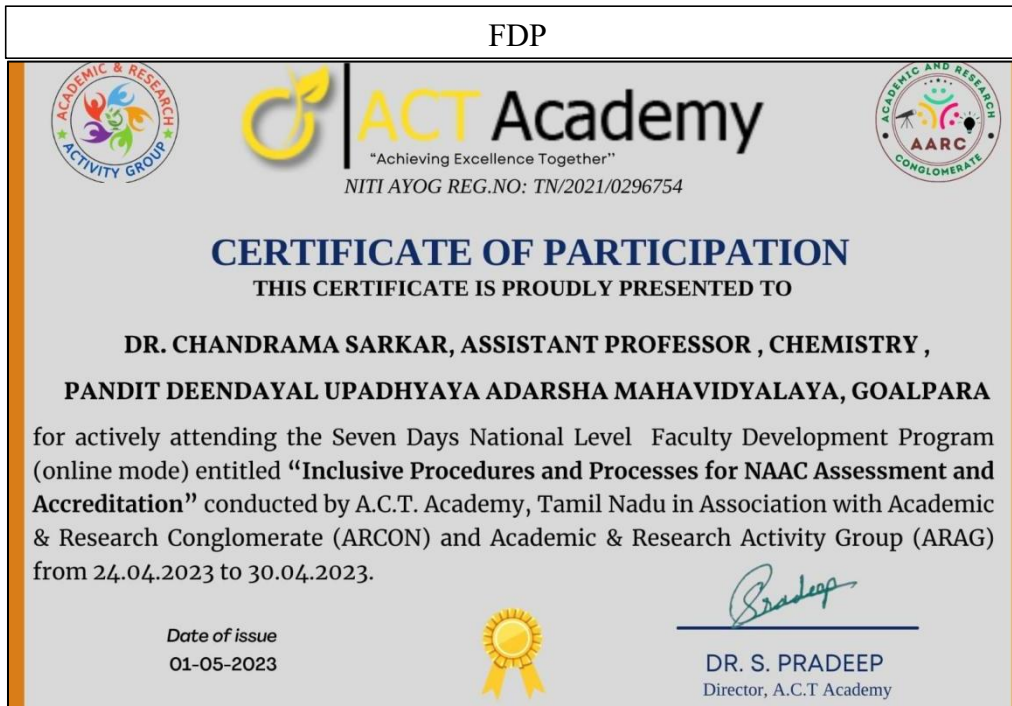 FDP
ACADEMIC & RESEARCH
ACTIVITY GROUP
ACT Academy
"Achieving Excellence Together"
NITI AYOG REG.NO: TN/2021/0296754
ACADEMIC AND RESEARCH
AARC
CONGLOMERATE
CERTIFICATE OF PARTICIPATION
THIS CERTIFICATE IS PROUDLY PRESENTED TO
DR. CHANDRAMA SARKAR, ASSISTANT PROFESSOR , CHEMISTRY ,
PANDIT DEENDAYAL UPADHYAYA ADARSHA MAHAVIDYALAYA, GOALPARA
for actively attending the Seven Days National Level Faculty Development Program
(online mode) entitled “Inclusive Procedures and Processes for NAAC Assessment and
Accreditation” conducted by A.C.T. Academy, Tamil Nadu in Association with Academic
& Research Conglomerate (ARCON) and Academic & Research Activity Group (ARAG)
from 24.04.2023 to 30.04.2023.
Date of issue
01-05-2023
Pradeep
DR. S. PRADEEP
Director, A.C.T Academy